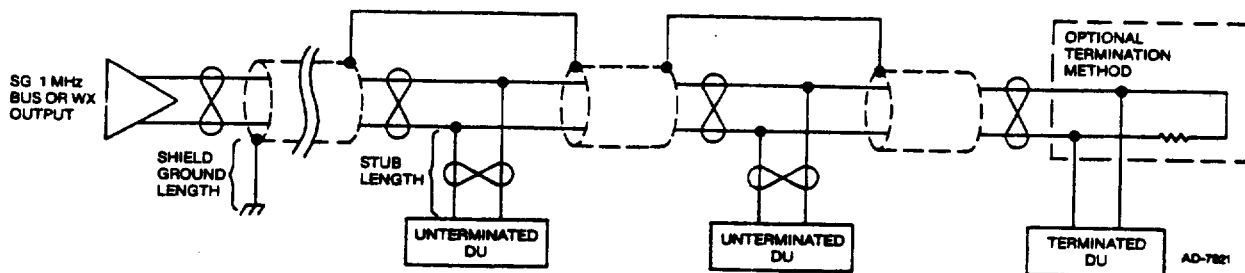 SG 1 MHz
BUS OR WX
OUTPUT
SHIELD
GROUND
LENGTH
STUB
LENGTH
UNTERMINATED
DU
UNTERMINATED
DU
OPTIONAL
TERMINATION
METHOD
TERMINATED
DU
AD-7821